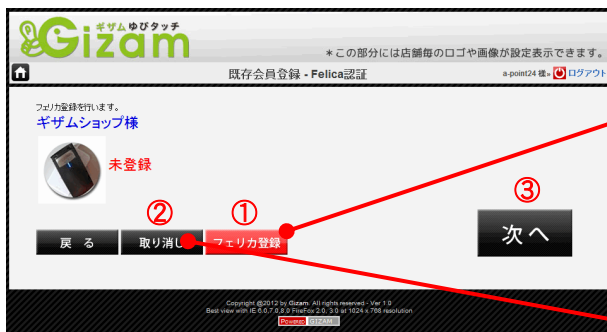 ギザムゆびタッチ
Gizam
＊この部分には店舗毎のロゴや画像が設定表示できます。
既存会員登録 - Felica認証
a-point24 様» ログアウト
フェリカ登録を行います。
ギザムショップ様
未登録
② ① ③
戻 る 取り消し フェリカ登録 次 へ
Copyright @2012 by Gizam. All rights reserved - Ver 1.0
Best view with IE 6.0,7.0,8.0 FireFox 2.0, 3.0 at 1024 x 768 resolution
POWERED GIZAM